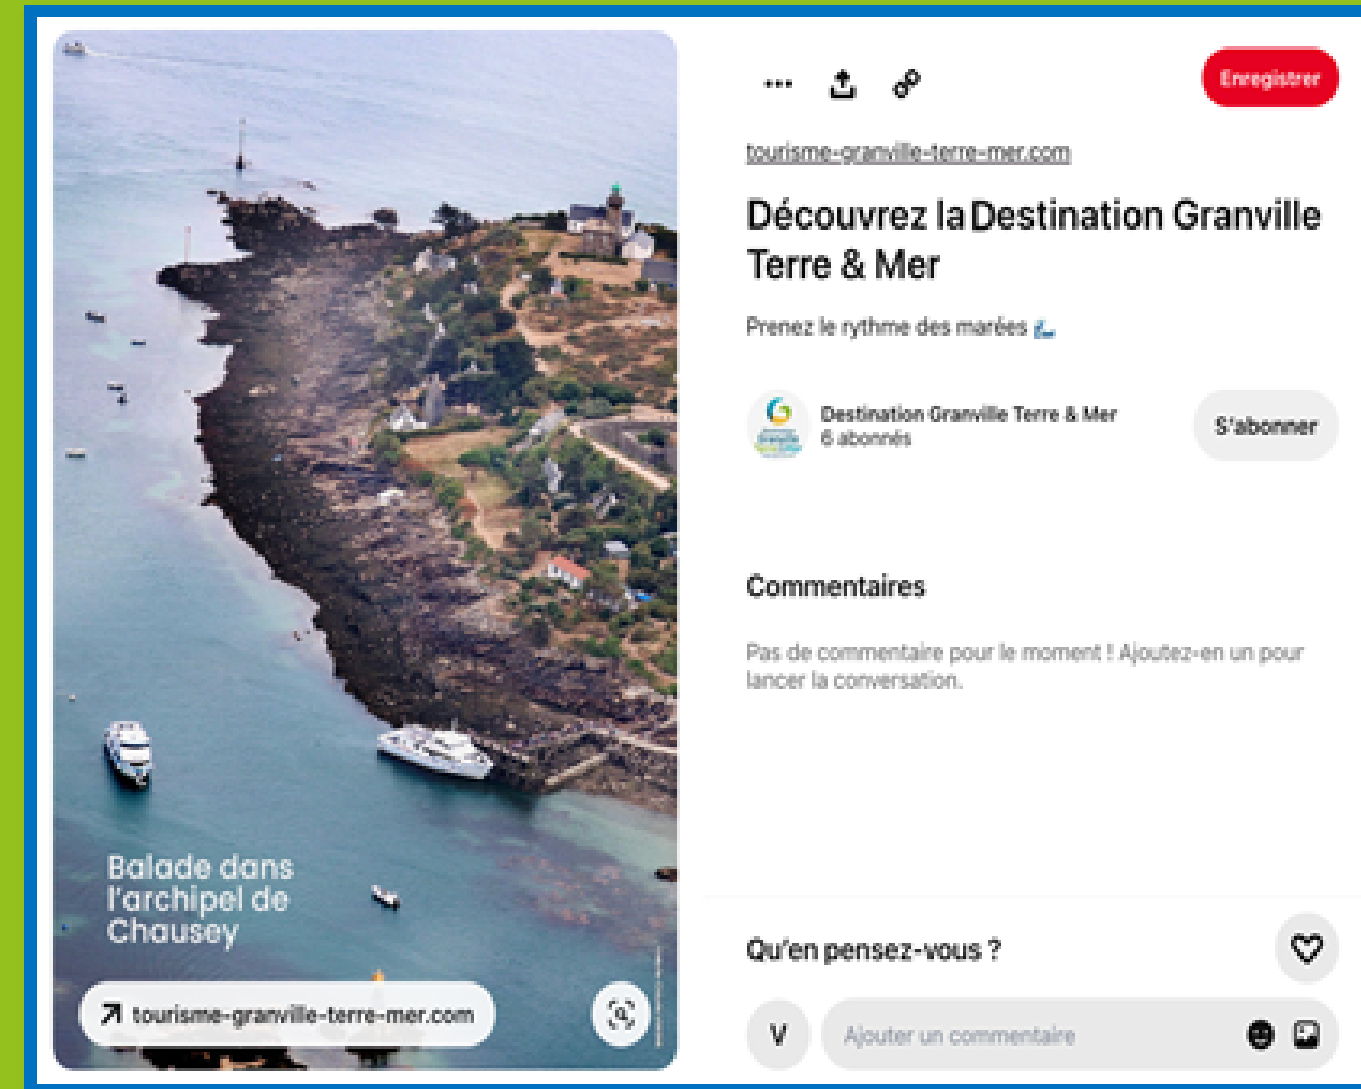 Enregistrer
tourisme-granville-terre-mer.com
Découvrez la Destination Granville
Terre & Mer
Prenez le rythme des marées
Destination Granville Terre & Mer
6 abonnés
S'abonner
Commentaires
Pas de commentaire pour le moment ! Ajoutez-en un pour
lancer la conversation.
Balade dans
l'archipel de
Chausey
tourisme-granville-terre-mer.com
Qu'en pensez-vous ?
V
Ajouter un commentaire